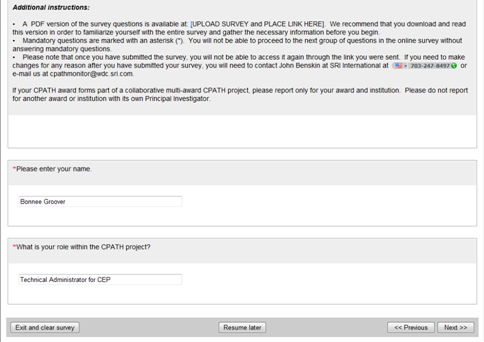 Additional instructions:
• A PDF version of the survey questions is available at: [UPLOAD SURVEY and PLACE LINK HERE]. We recommend that you download and read
this version in order to familiarize yourself with the entire survey and gather the necessary information before you begin.
• Mandatory questions are marked with an asterisk (*). You will not be able to proceed to the next group of questions in the online survey without
answering mandatory questions.
• Please note that once you have submitted the survey, you will not be able to access it again through the link you were sent. If you need to make
changes for any reason after you have submitted your survey, you will need to contact John Benskin at SRI International at 703-247-8497 or
e-mail us at cpathmonitor@wdc.sri.com.
If your CPATH award forms part of a collaborative multi-award CPATH project, please report only for your award and institution. Please do not report
for another award or institution with its own Principal Investigator.
*Please enter your name.
Bonnee Groover
*What is your role within the CPATH project?
Technical Administrator for CEP
Exit and clear survey
Resume later
<< Previous
Next >>